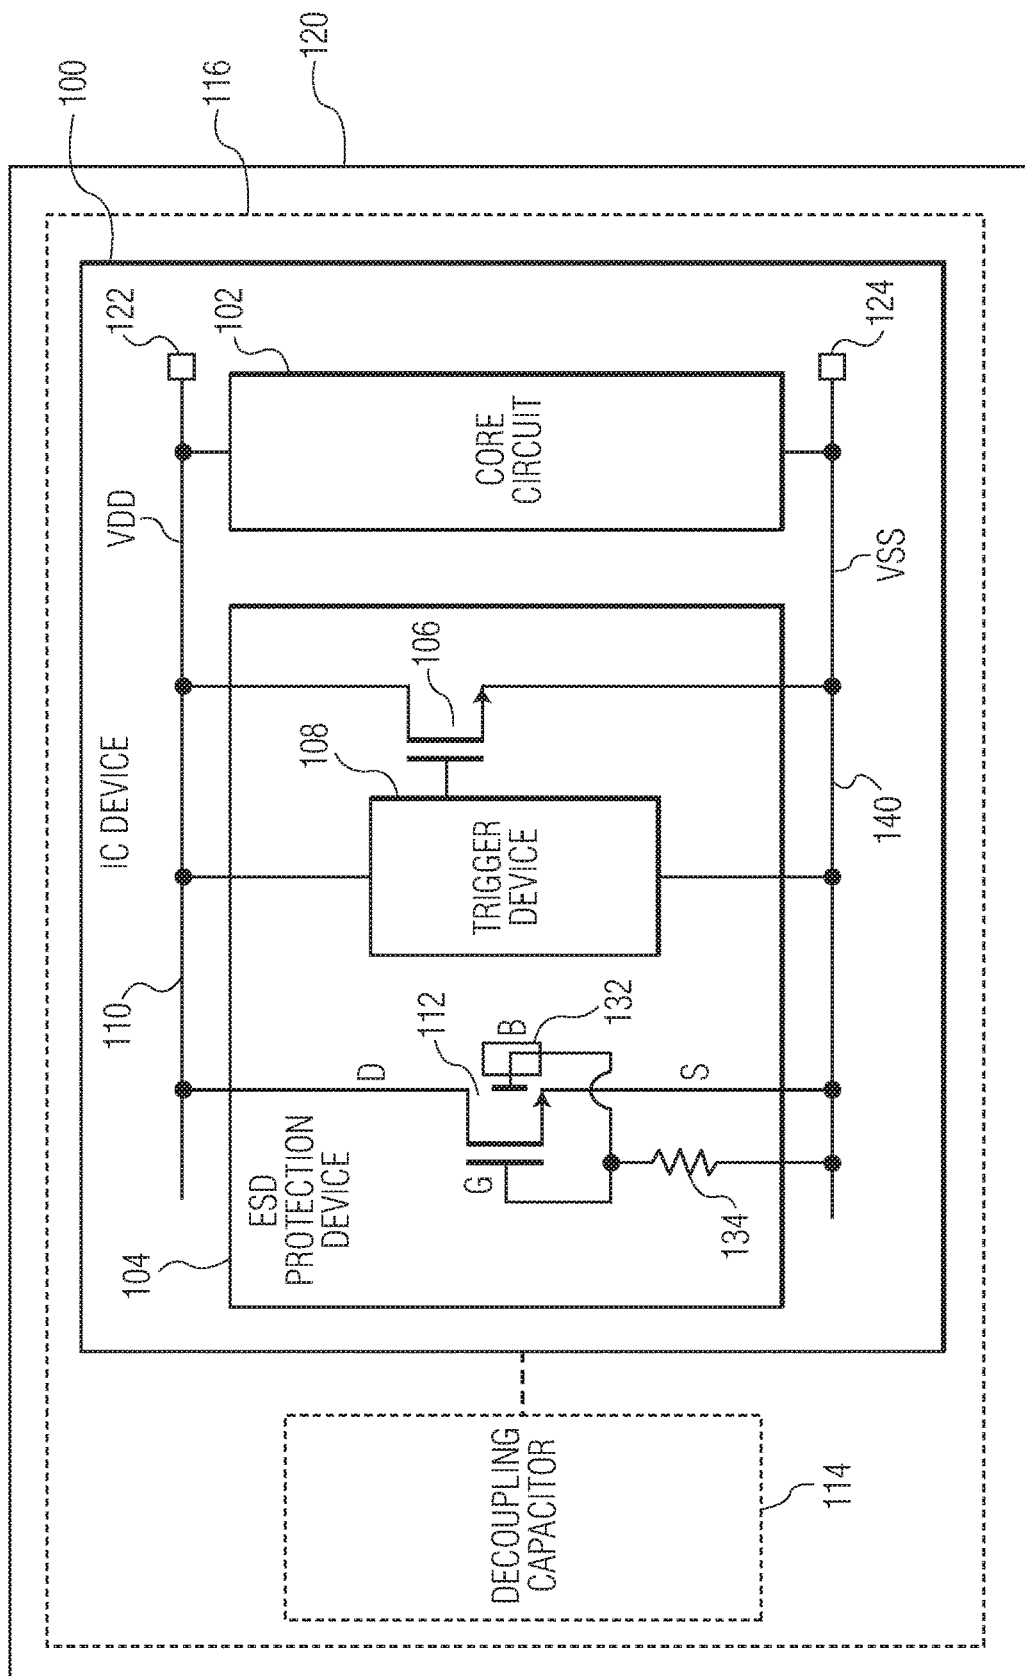 120
116
100
IC DEVICE
122
VDD
110
102
CORE
CIRCUIT
104
ESD
PROTECTION
DEVICE
106
108
TRIGGER
DEVICE
D
112
B
132
G
S
134
124
VSS
140
DECOUPLING
CAPACITOR
114